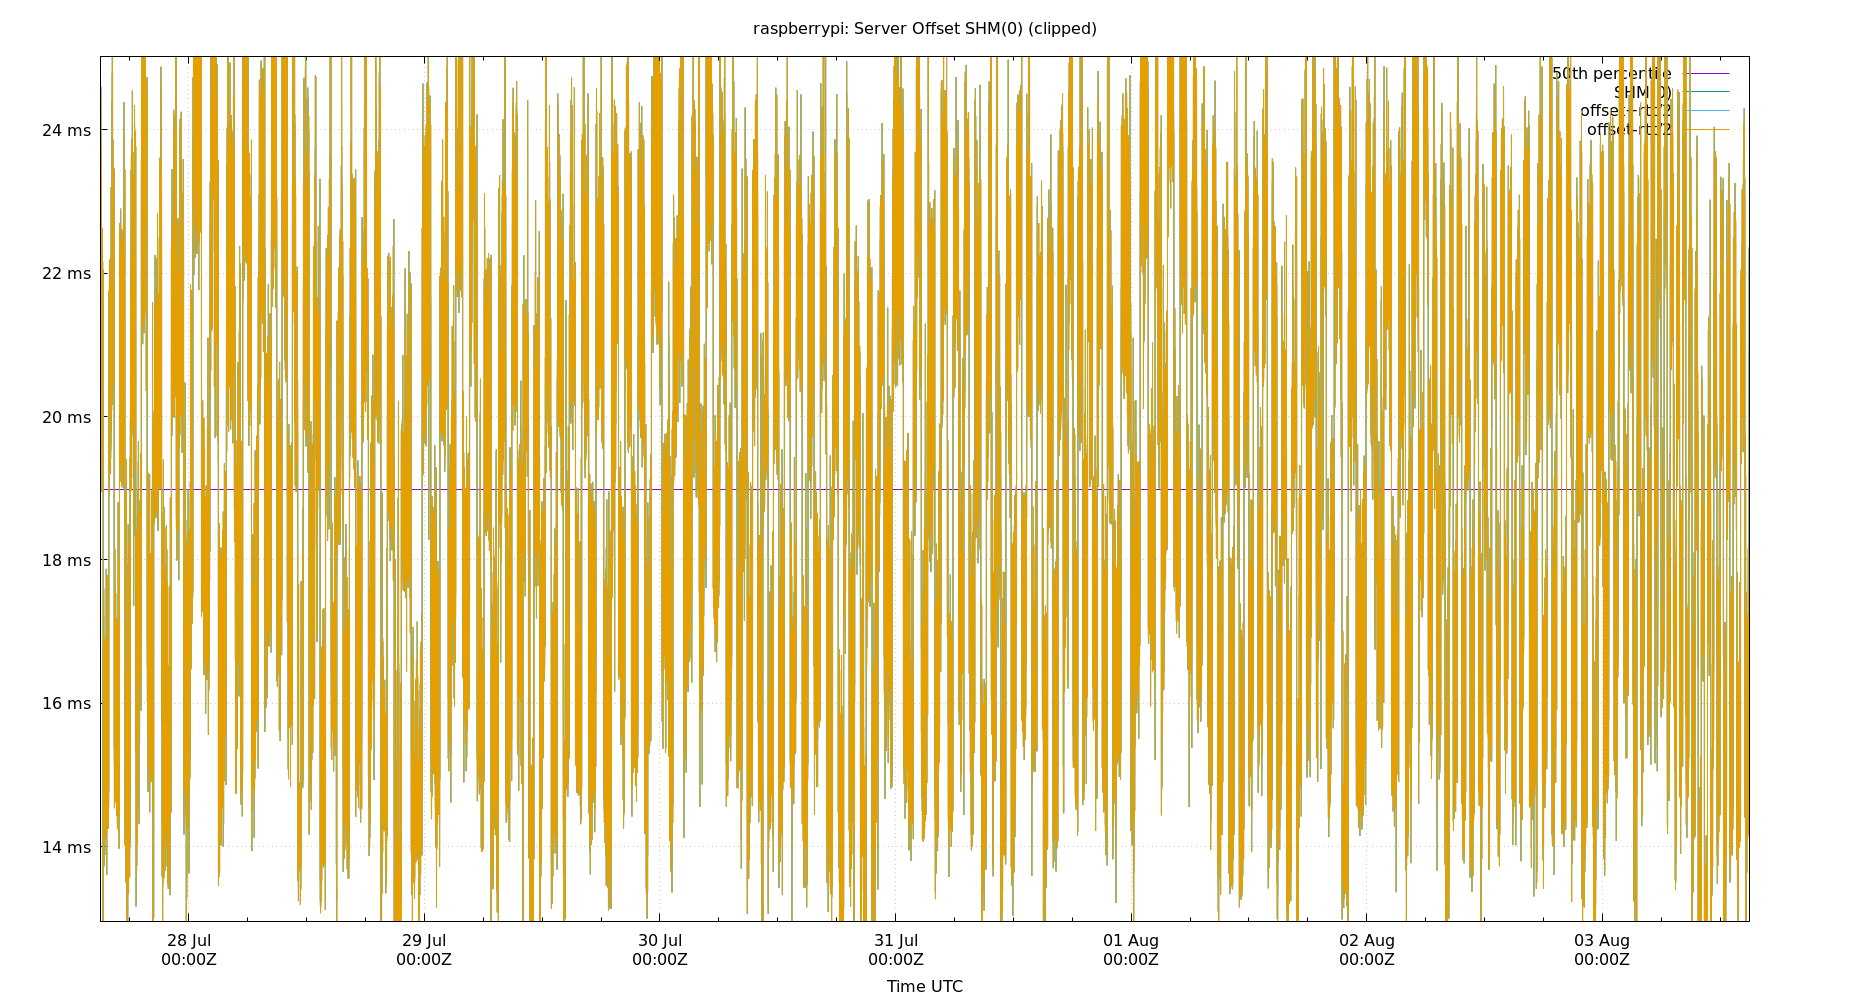 raspberrypi: Server Offset SHM(0) (clipped)
50th percentile
SHM(0)
offset+rtt/2
offset-rtt/2
24 ms
22 ms
20 ms
18 ms
16 ms
14 ms
28 Jul 29 Jul 30 Jul 31 Jul 01 Aug 02 Aug 03 Aug
00:00Z 00:00Z 00:00Z 00:00Z 00:00Z 00:00Z 00:00Z
Time UTC